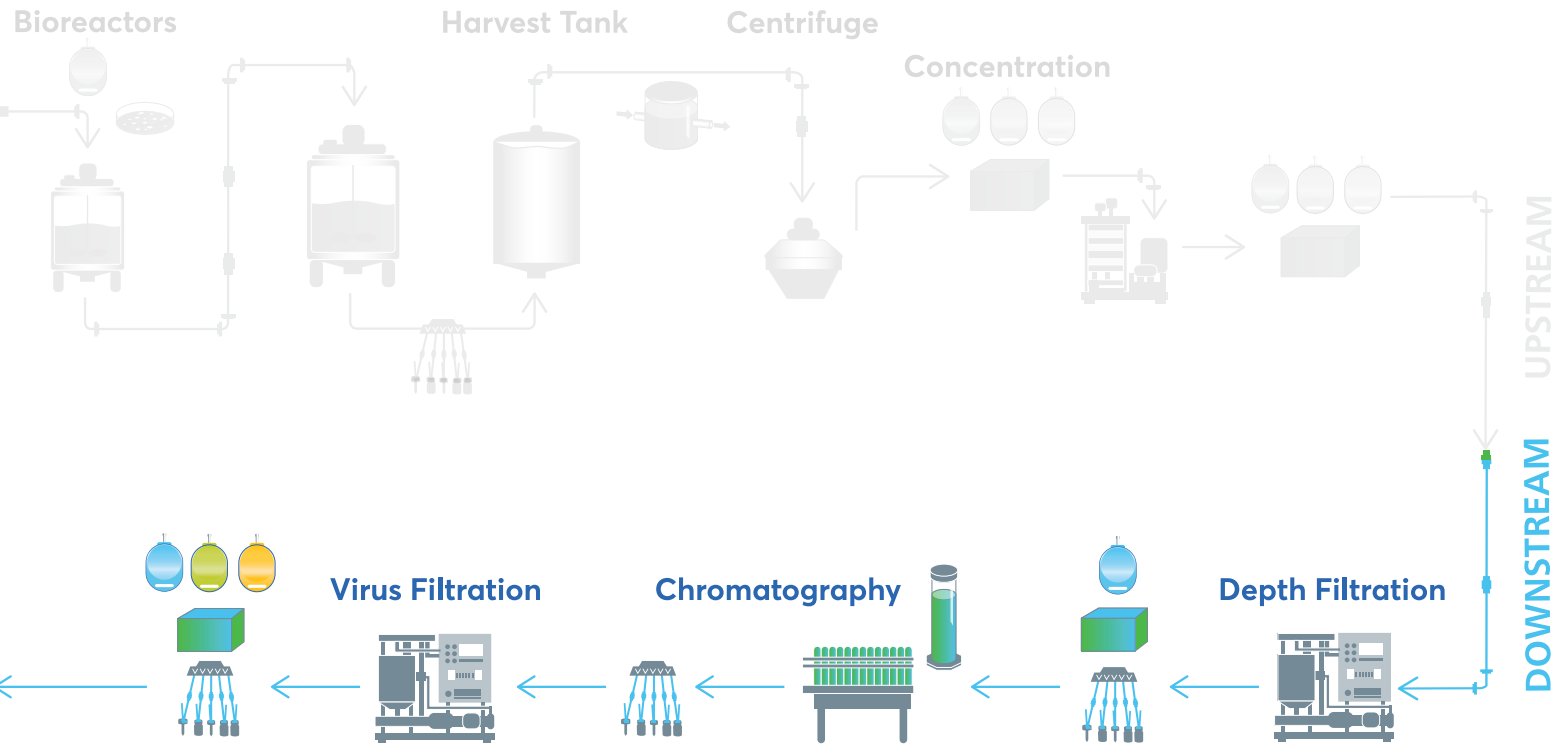 Bioreactors
Harvest Tank
Centrifuge
Concentration
UPSTREAM
DOWNSTREAM
Virus Filtration
Chromatography
Depth Filtration